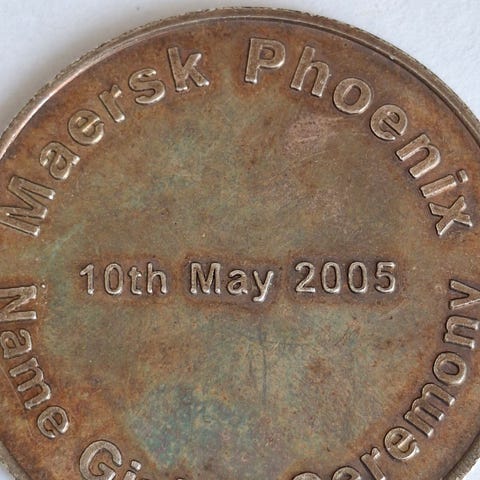 Maersk Phoenix
10th May 2005
Name Ceremony